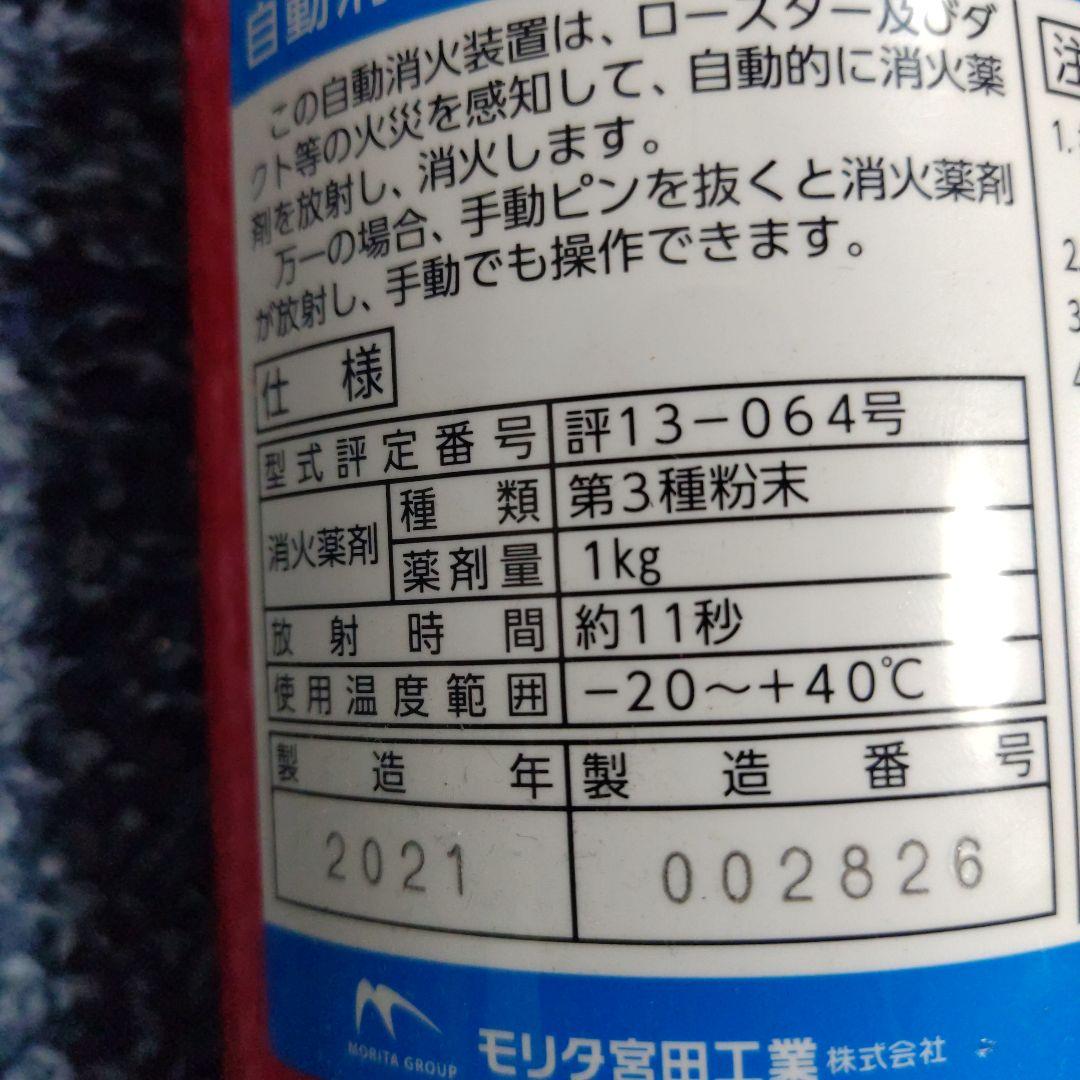 自動消
この自動消火装置は、ロースター及びダ
クト等の火災を感知して、自動的に消火薬
剤を放射し、消火します。
万一の場合、手動ピンを抜くと消火薬剤
が放射し、手動でも操作できます。
仕様
型式評定番号 評13-064号
消火薬剤 種類 第3種粉末
薬剤量 1kg
放射時間 約11秒
使用温度範囲 -20～+40℃
製造年 製造番号
2021 002826
MORITA GROUP モリタ宮田工業株式会社
注
1.
2.
3